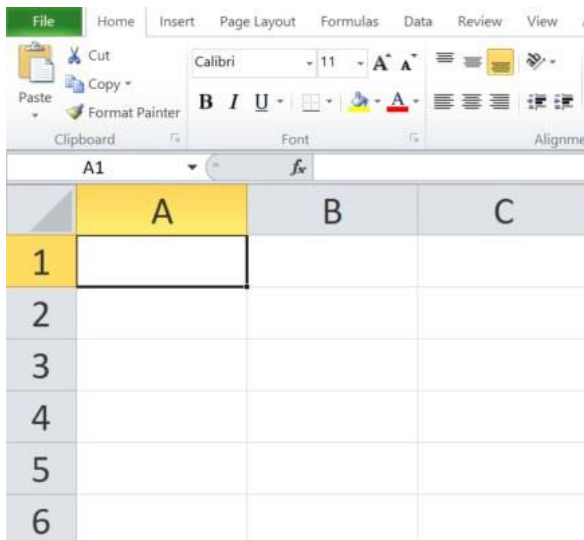 File Home Insert Page Layout Formulas Data Review View
Cut
Calibri 11 A A
Copy
Paste
B I U A
Format Painter
Clipboard Font Alignme
A1 fx
A B C
1
2
3
4
5
6